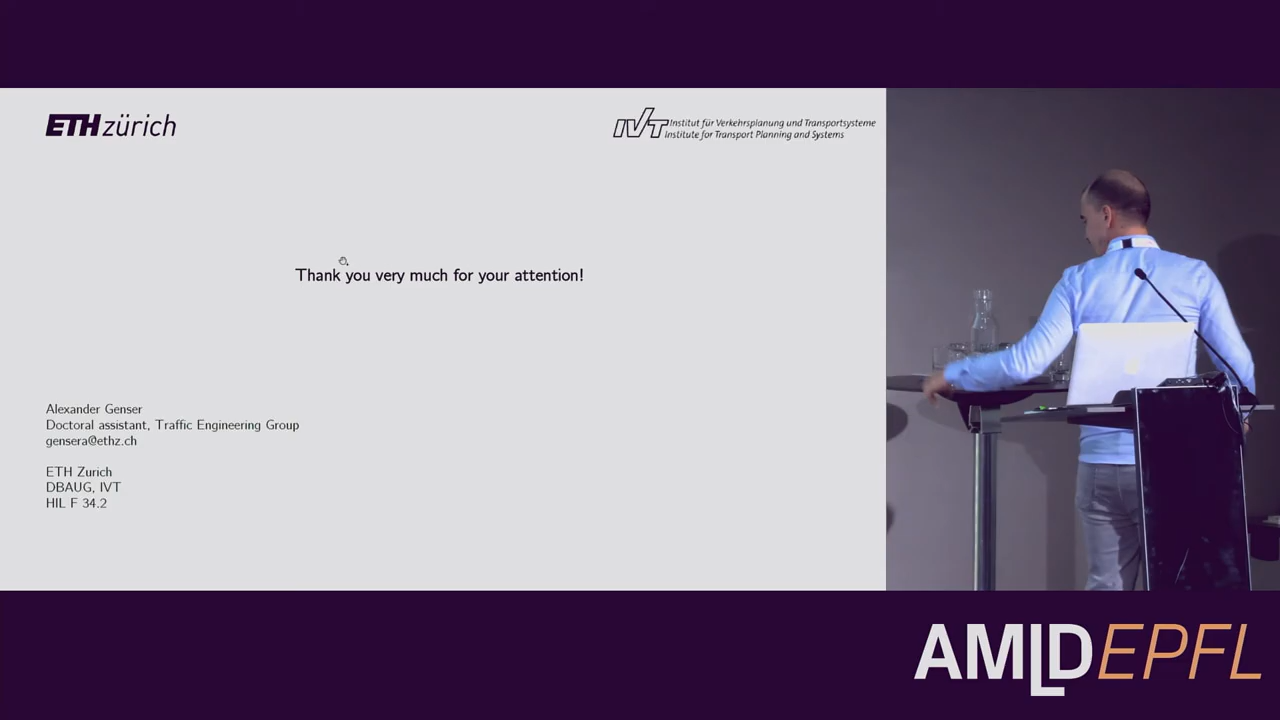 ETH zürich
IVT Institut für Verkehrsplanung und Transportsysteme
Institute for Transport Planning and Systems
Thank you very much for your attention!
Alexander Genser
Doctoral assistant, Traffic Engineering Group
gensera@ethz.ch
ETH Zurich
DBAUG, IVT
HIL F 34.2
AMLD EPFL